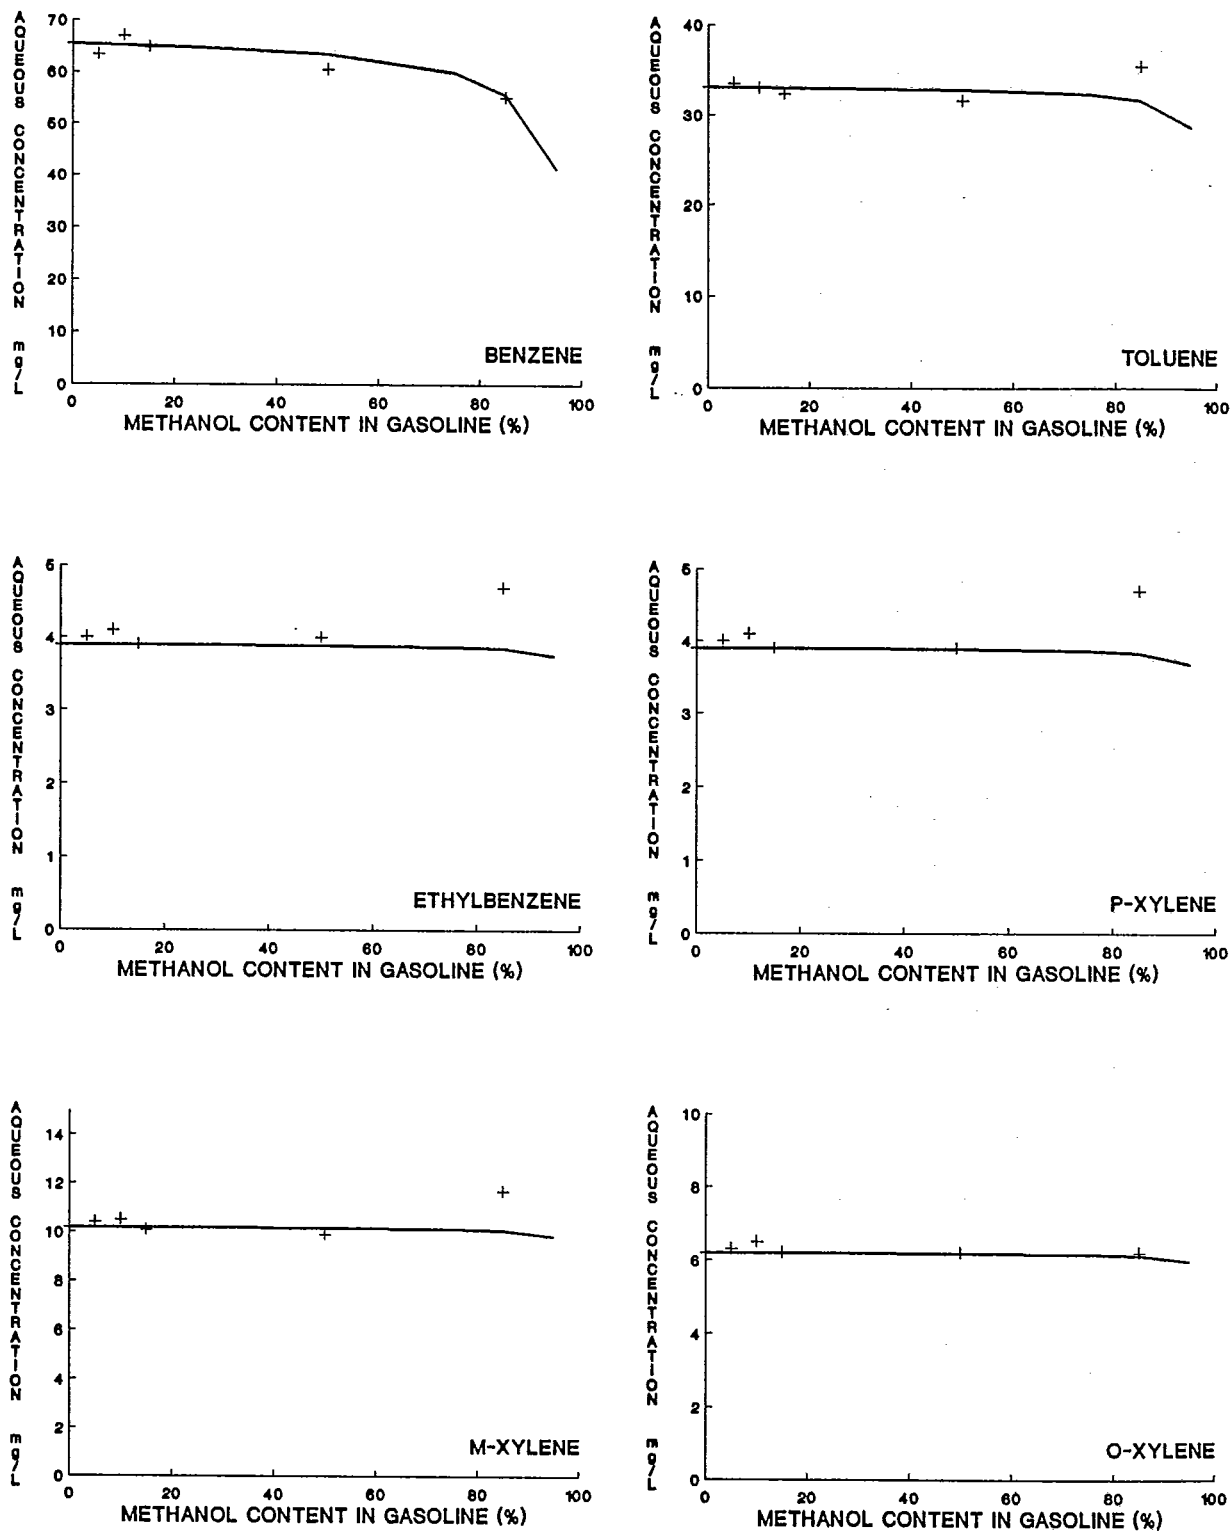 AQUEOUS CONCENTRATION mg/L
70
60
50
40
30
20
10
0
BENZENE
0 20 40 60 80 100
METHANOL CONTENT IN GASOLINE (%)
AQUEOUS CONCENTRATION mg/L
40
30
20
10
0
TOLUENE
0 20 40 60 80 100
METHANOL CONTENT IN GASOLINE (%)
AQUEOUS CONCENTRATION mg/L
5
4
3
2
1
0
ETHYLBENZENE
0 20 40 60 80 100
METHANOL CONTENT IN GASOLINE (%)
AQUEOUS CONCENTRATION mg/L
5
4
3
2
1
0
P-XYLENE
0 20 40 60 80 100
METHANOL CONTENT IN GASOLINE (%)
AQUEOUS CONCENTRATION mg/L
14
12
10
8
6
4
2
0
M-XYLENE
0 20 40 60 80 100
METHANOL CONTENT IN GASOLINE (%)
AQUEOUS CONCENTRATION mg/L
10
8
6
4
2
0
O-XYLENE
0 20 40 60 80 100
METHANOL CONTENT IN GASOLINE (%)